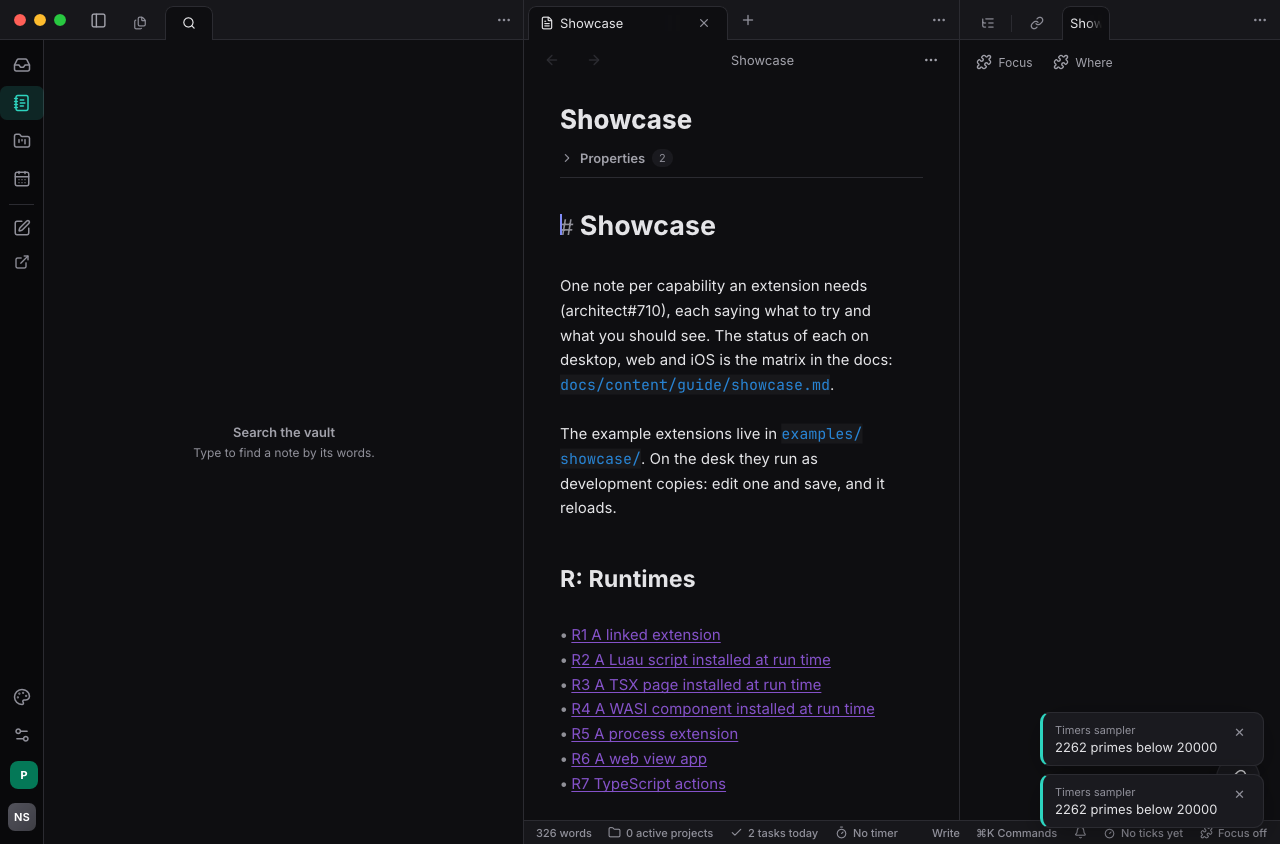 Showcase
Show
Showcase
Focus
Where
Showcase
Properties 2
# Showcase
One note per capability an extension needs
(architect#710), each saying what to try and
what you should see. The status of each on
desktop, web and iOS is the matrix in the docs:
docs/content/guide/showcase.md.
The example extensions live in examples/
showcase/. On the desk they run as
development copies: edit one and save, and it
reloads.
R: Runtimes
• R1 A linked extension
• R2 A Luau script installed at run time
• R3 A TSX page installed at run time
• R4 A WASI component installed at run time
• R5 A process extension
• R6 A web view app
• R7 TypeScript actions
Search the vault
Type to find a note by its words.
P
NS
Timers sampler
2262 primes below 20000
Timers sampler
2262 primes below 20000
326 words
0 active projects
2 tasks today
No timer
Write
⌘K Commands
No ticks yet
Focus off